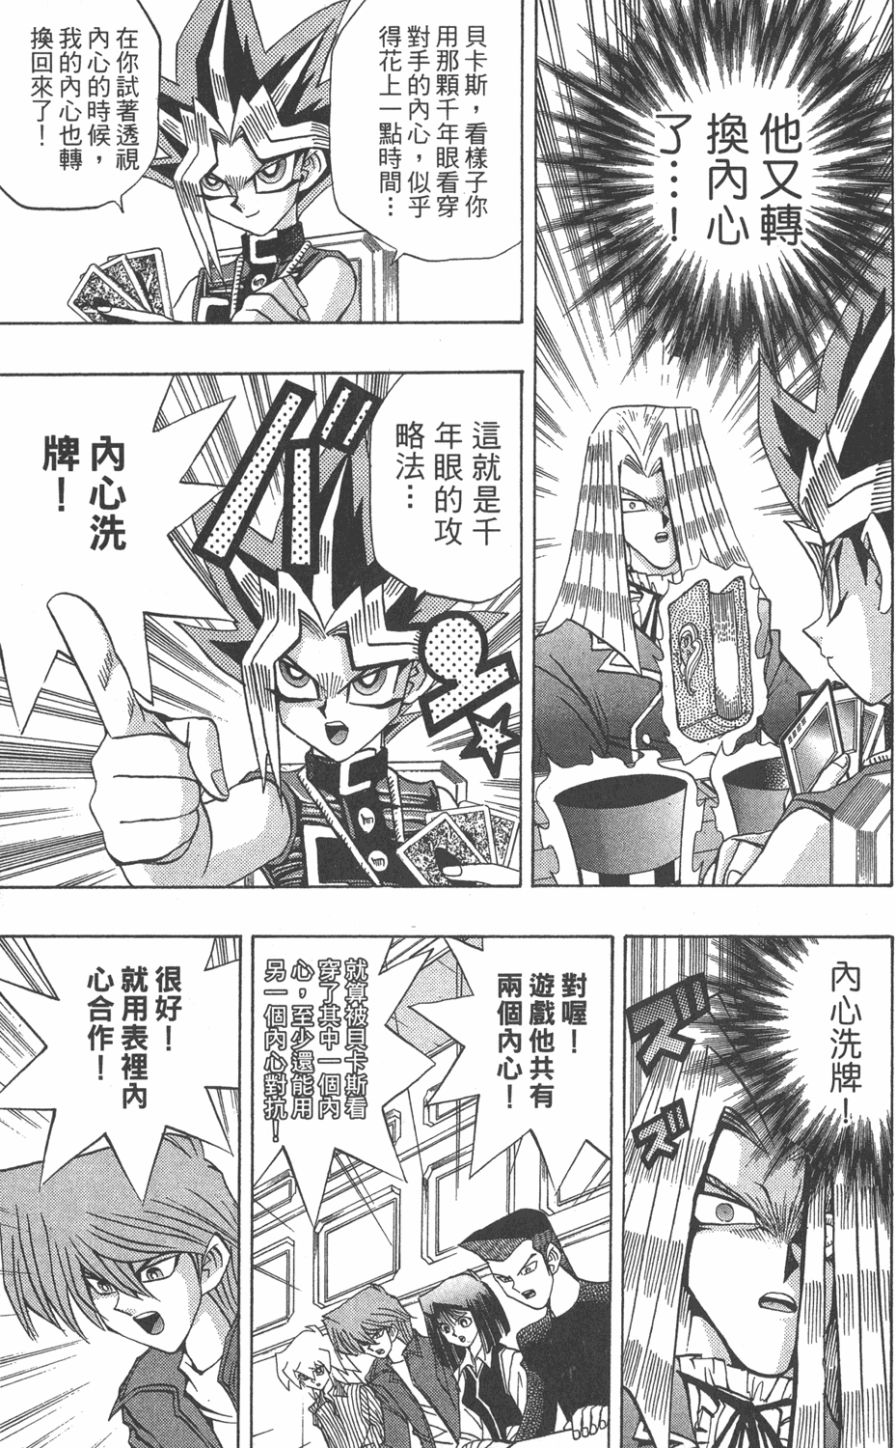 他又轉
換內心
了…！
貝卡斯，看樣子你
用那顆千年眼看穿
對手的內心，似乎
得花上一點時間…
在你試著透視
內心的時候，
我的內心也轉
換回來了！
這就是千
年眼的攻
略法…
バーン
內心洗
牌！
內心洗牌！
ズ
ズ
對喔！
遊戲他共有
兩個內心！
就算被貝卡斯看
穿了其中一個內
心，至少還能用
另一個內心對抗！
很好！
就用表裡內
心合作！